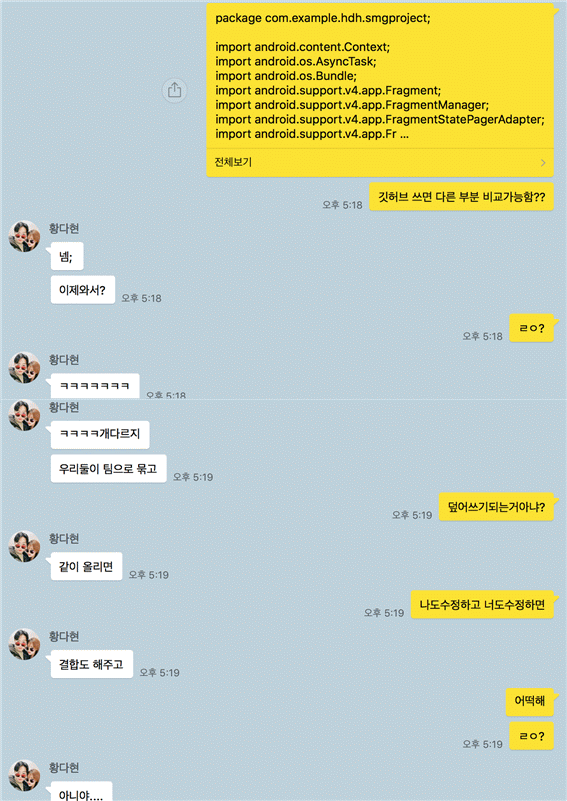 package com.example.hdh.smgproject;
import android.content.Context;
import android.os.AsyncTask;
import android.os.Bundle;
import android.support.v4.app.Fragment;
import android.support.v4.app.FragmentManager;
import android.support.v4.app.FragmentStatePagerAdapter;
import android.support.v4.app.Fr ...
전체보기
깃허브 쓰면 다른 부분 비교가능함??
오후 5:18
황다현
넴;
이제와서?
오후 5:18
ㄹㅇ?
오후 5:18
황다현
ㅋㅋㅋㅋㅋㅋㅋ
오후 5:18
황다현
ㅋㅋㅋㅋ개다르지
우리둘이 팀으로 묶고
오후 5:19
덮어쓰기되는거아냐?
오후 5:19
황다현
같이 올리면
오후 5:19
나도수정하고 너도수정하면
오후 5:19
황다현
결합도 해주고
오후 5:19
어떡해
ㄹㅇ?
오후 5:19
황다현
아니야....